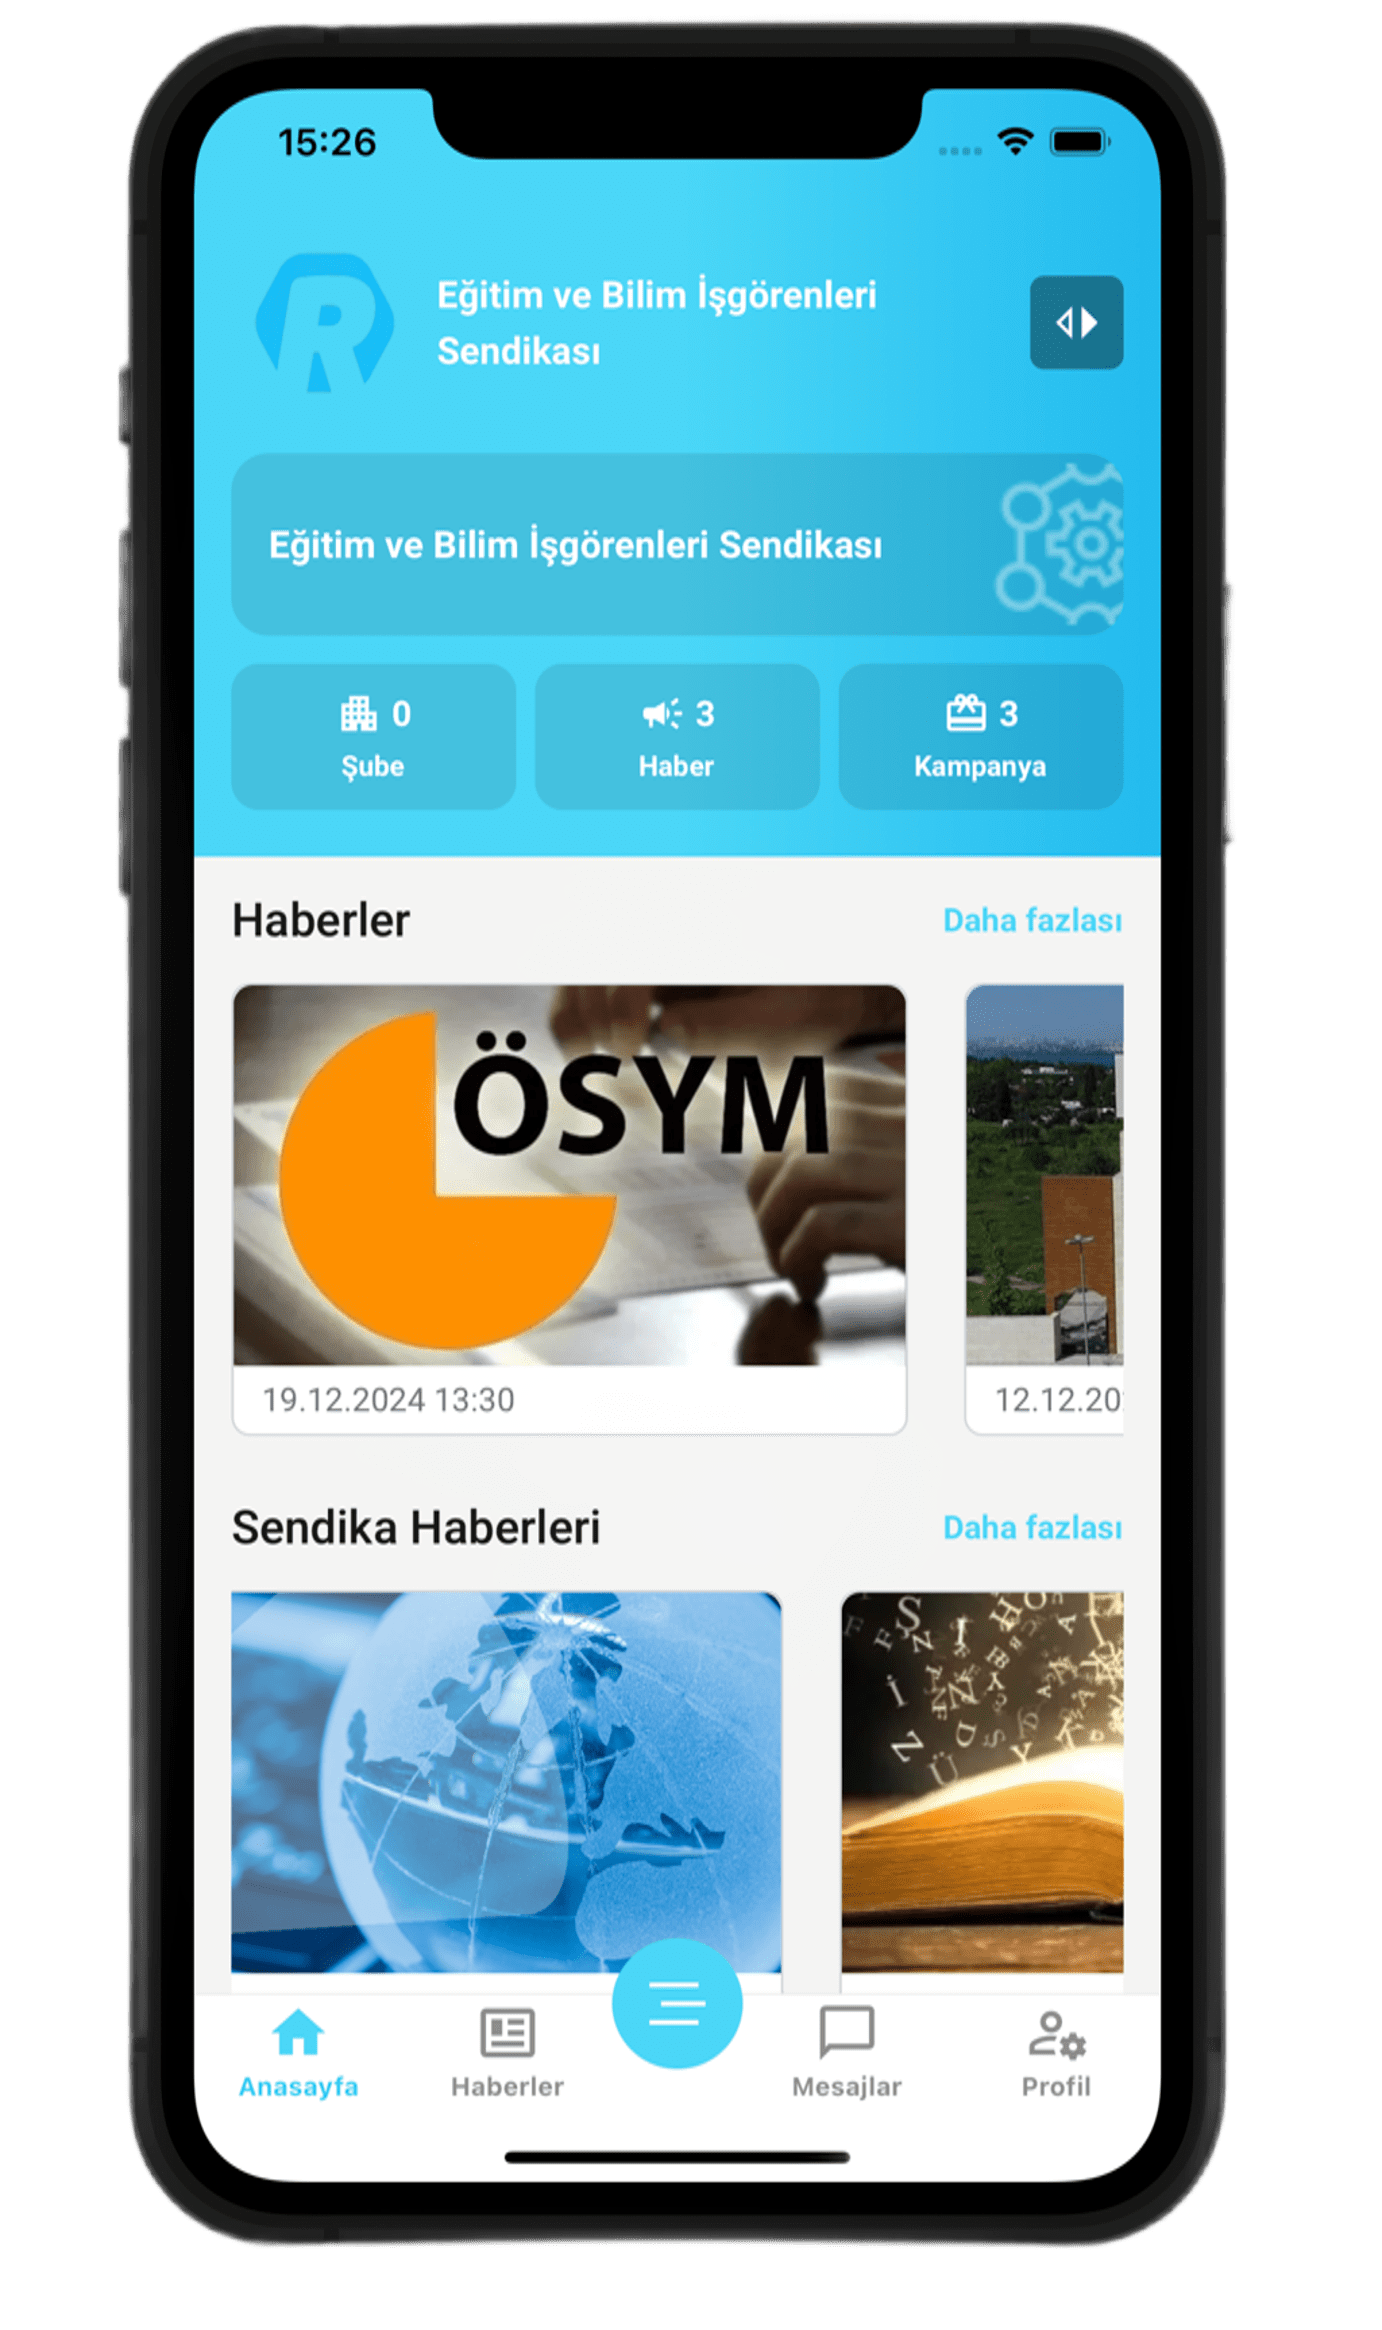 15:26
R
Eğitim ve Bilim İşgörenleri
Sendikası
Eğitim ve Bilim İşgörenleri Sendikası
0
Şube
3
Haber
3
Kampanya
Haberler
Daha fazlası
ÖSYM
19.12.2024 13:30
12.12.20
Sendika Haberleri
Daha fazlası
Anasayfa
Haberler
Mesajlar
Profil